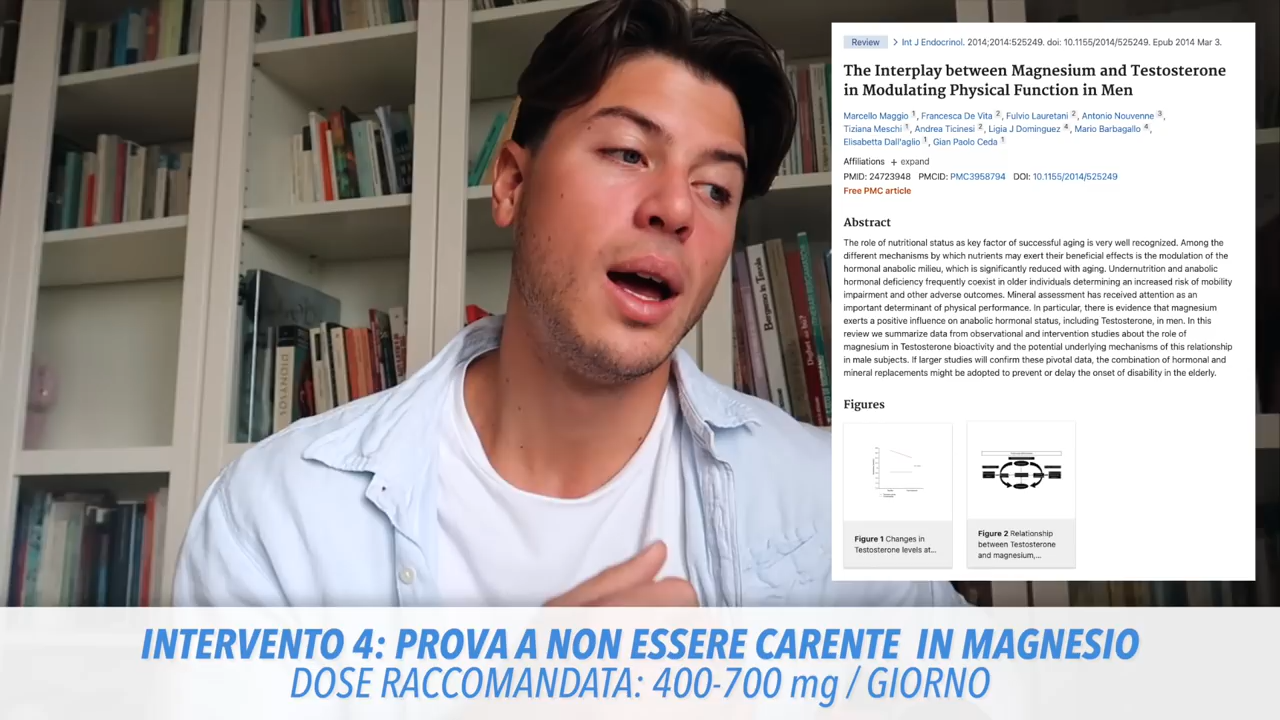 Review > Int J Endocrinol. 2014;2014:525249. doi: 10.1155/2014/525249. Epub 2014 Mar 3.
The Interplay between Magnesium and Testosterone
in Modulating Physical Function in Men
Marcello Maggio 1, Francesca De Vita 2, Fulvio Lauretani 2, Antonio Nouvenne 3,
Tiziana Meschi 1, Andrea Ticinesi 2, Ligia J Dominguez 4, Mario Barbagallo 4,
Elisabetta Dall'aglio 1, Gian Paolo Ceda 1
Affiliations + expand
PMID: 24723948 PMCID: PMC3958794 DOI: 10.1155/2014/525249
Free PMC article
Abstract
The role of nutritional status as key factor of successful aging is very well recognized. Among the
different mechanisms by which nutrients may exert their beneficial effects is the modulation of the
hormonal anabolic milieu, which is significantly reduced with aging. Undernutrition and anabolic
hormonal deficiency frequently coexist in older individuals determining an increased risk of mobility
impairment and other adverse outcomes. Mineral assessment has received attention as an
important determinant of physical performance. In particular, there is evidence that magnesium
exerts a positive influence on anabolic hormonal status, including Testosterone, in men. In this
review we summarize data from observational and intervention studies about the role of
magnesium in Testosterone bioactivity and the potential underlying mechanisms of this relationship
in male subjects. If larger studies will confirm these pivotal data, the combination of hormonal and
mineral replacements might be adopted to prevent or delay the onset of disability in the elderly.
Figures
Figure 1 Changes in
Testosterone levels at...
Figure 2 Relationship
between Testosterone
and magnesium,...
DIONYSOS
Bergamo in Tavola
INTERVENTO 4: PROVA A NON ESSERE CARENTE IN MAGNESIO
DOSE RACCOMANDATA: 400-700 mg / GIORNO